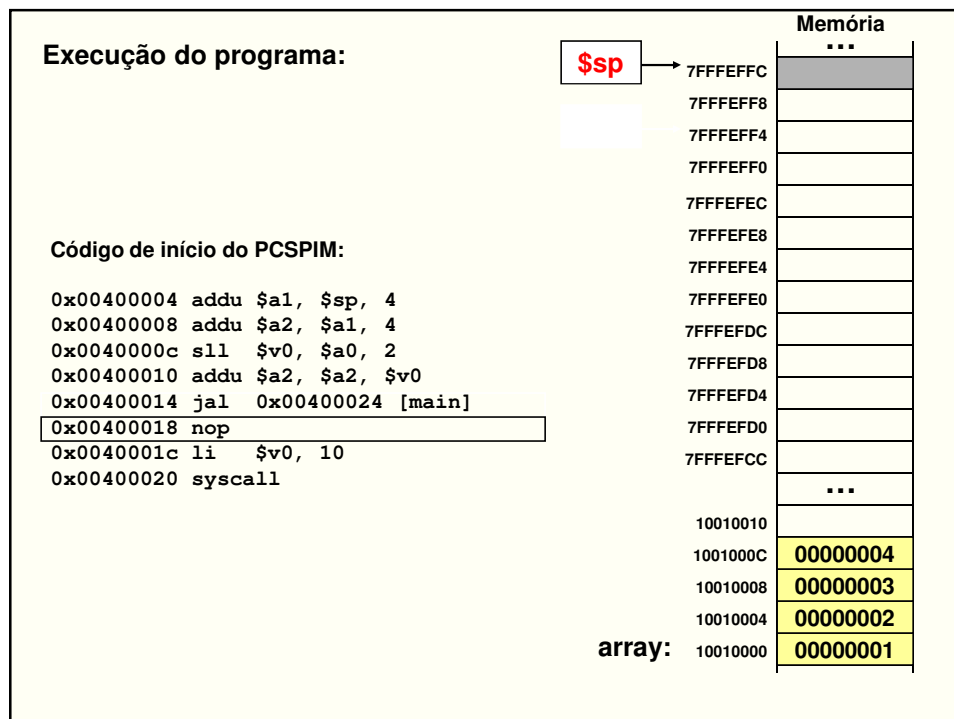 Execução do programa:
Código de início do PCSPIM:
0x00400004 addu $a1, $sp, 4
0x00400008 addu $a2, $a1, 4
0x0040000c sll $v0, $a0, 2
0x00400010 addu $a2, $a2, $v0
0x00400014 jal 0x00400024 [main]
0x00400018 nop
0x0040001c li $v0, 10
0x00400020 syscall
Memória
...
$sp 7FFFEFFC
7FFFEFF8
7FFFEFF4
7FFFEFF0
7FFFEFEC
7FFFEFE8
7FFFEFE4
7FFFEFE0
7FFFEFDC
7FFFEFD8
7FFFEFD4
7FFFEFD0
7FFFEFCC
...
10010010
1001000C 00000004
10010008 00000003
10010004 00000002
array: 10010000 00000001